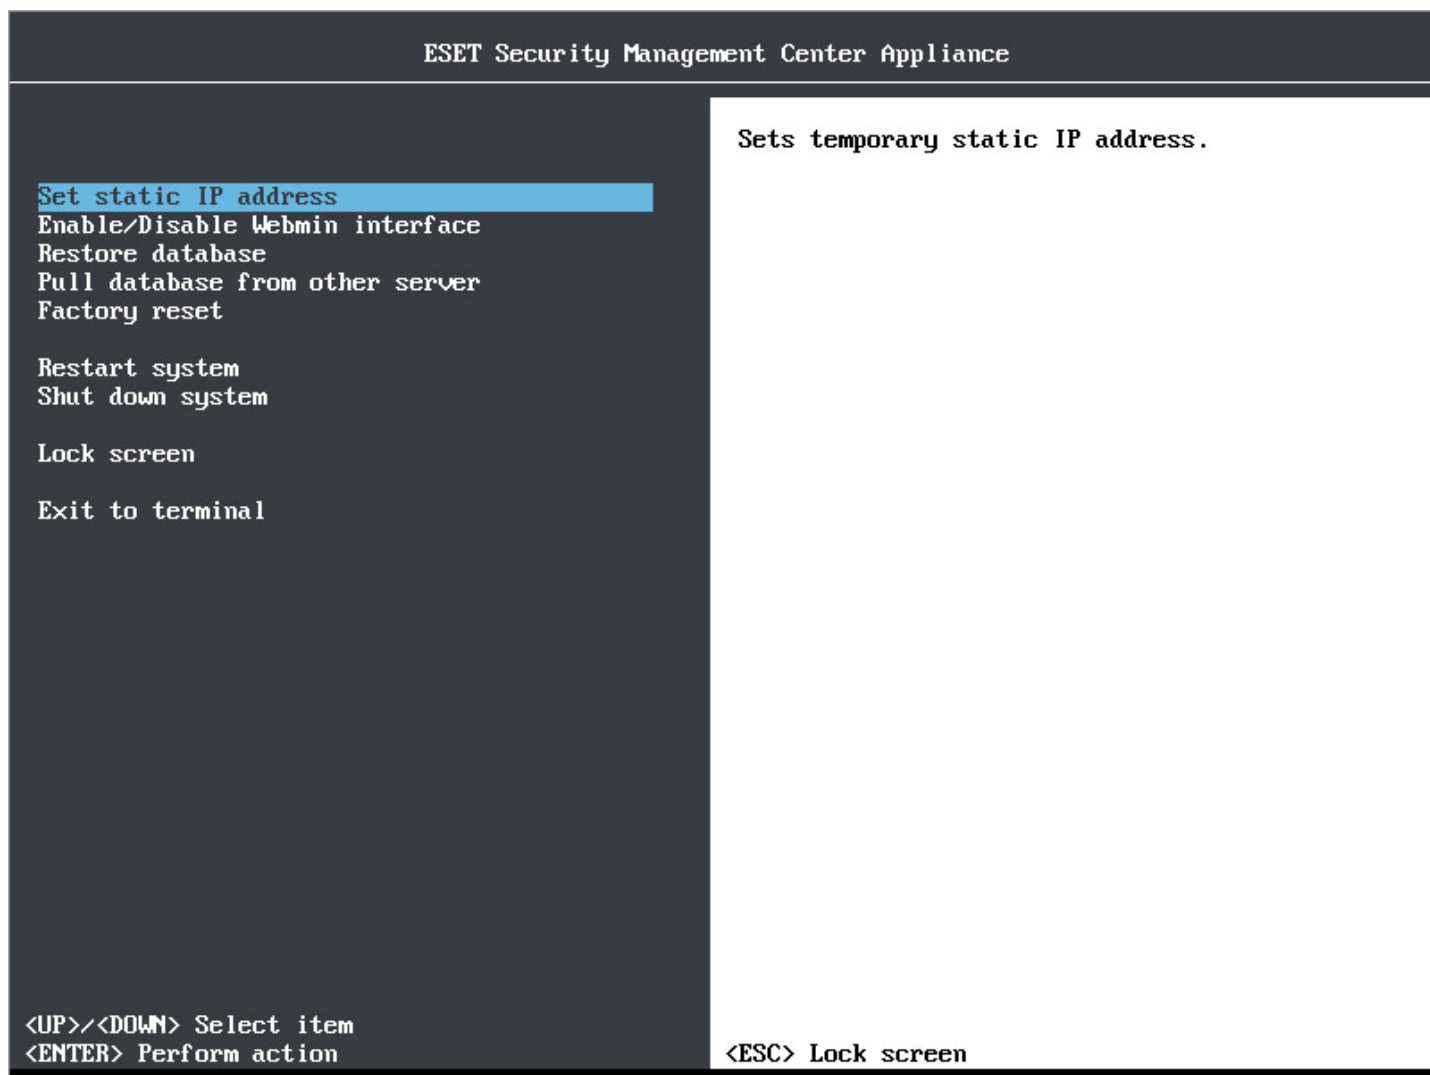 ESET Security Management Center Appliance
Set static IP address
Enable/Disable Webmin interface
Restore database
Pull database from other server
Factory reset
Restart system
Shut down system
Lock screen
Exit to terminal
<UP>/<DOWN> Select item
<ENTER> Perform action
Sets temporary static IP address.
<ESC> Lock screen